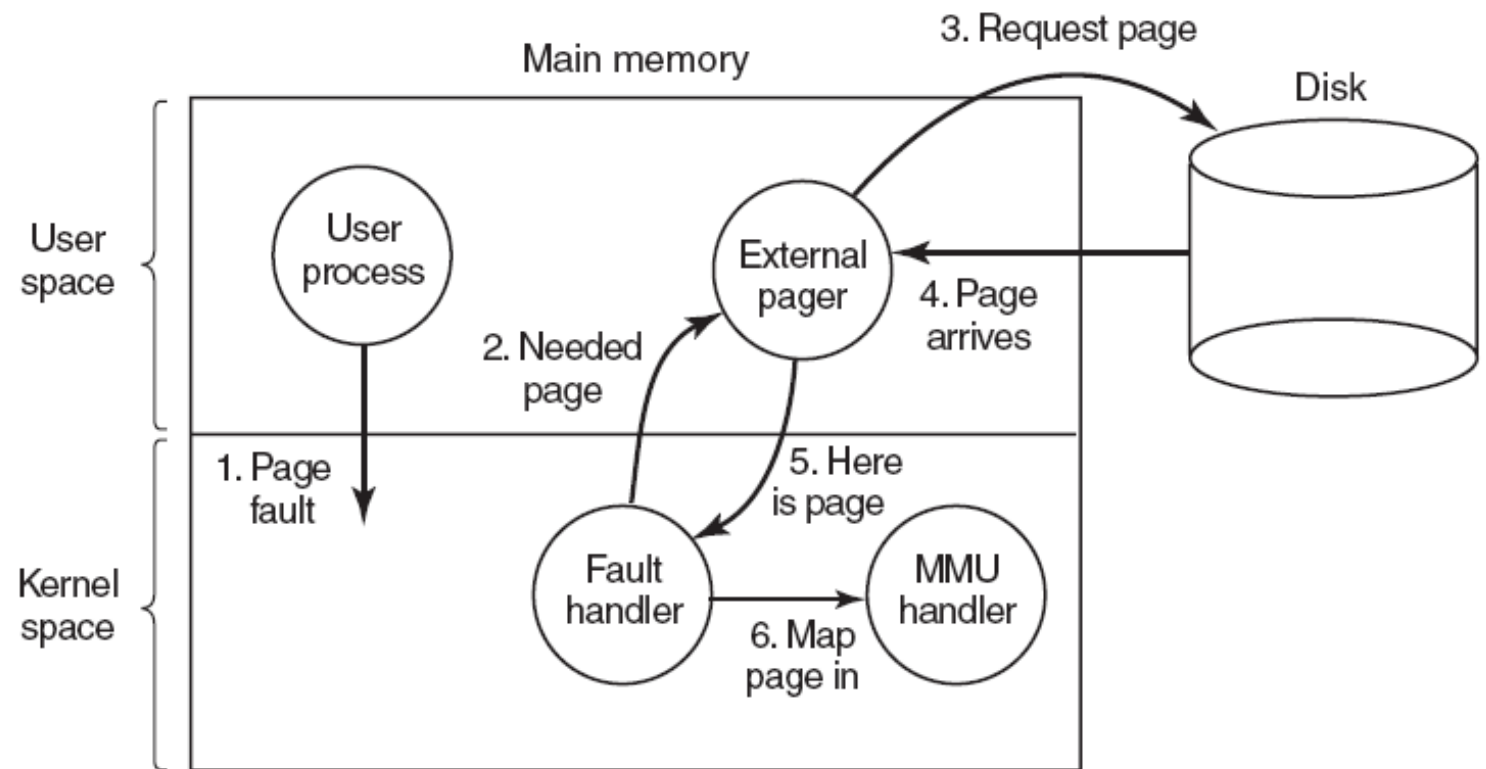 3. Request page
Main memory
Disk
User
space
User
process
External
pager
4. Page
arrives
2. Needed
page
1. Page
fault
5. Here
is page
Kernel
space
Fault
handler
MMU
handler
6. Map
page in